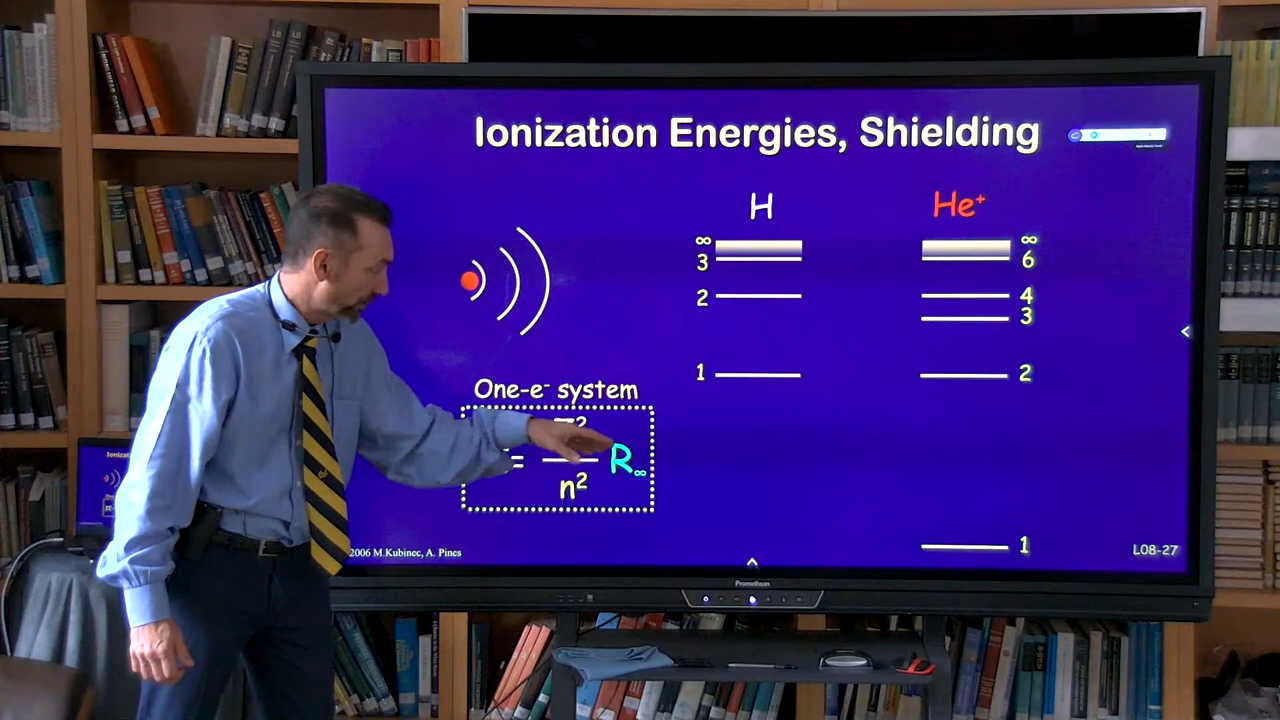 Ionization Energies, Shielding
H
He⁺
∞
3
2
1
∞
6
4
3
2
1
One-e⁻ system
= Z²
n² R∞
2006 M.Kubinec, A. Pines
L08-27
Promethean